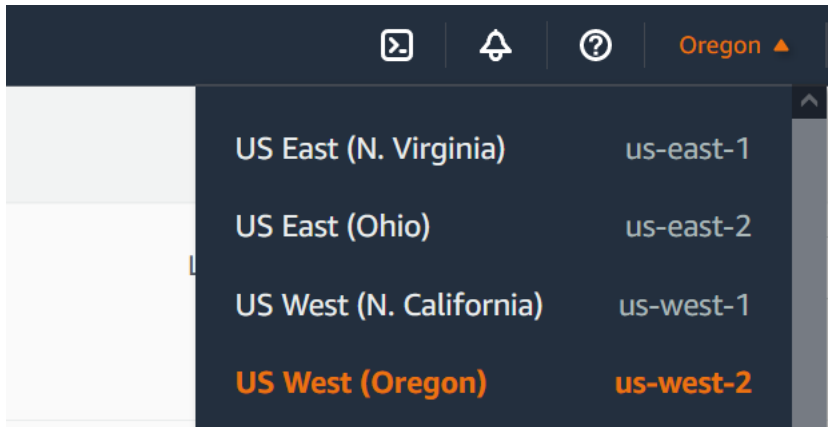 Oregon
US East (N. Virginia) us-east-1
US East (Ohio) us-east-2
US West (N. California) us-west-1
US West (Oregon) us-west-2